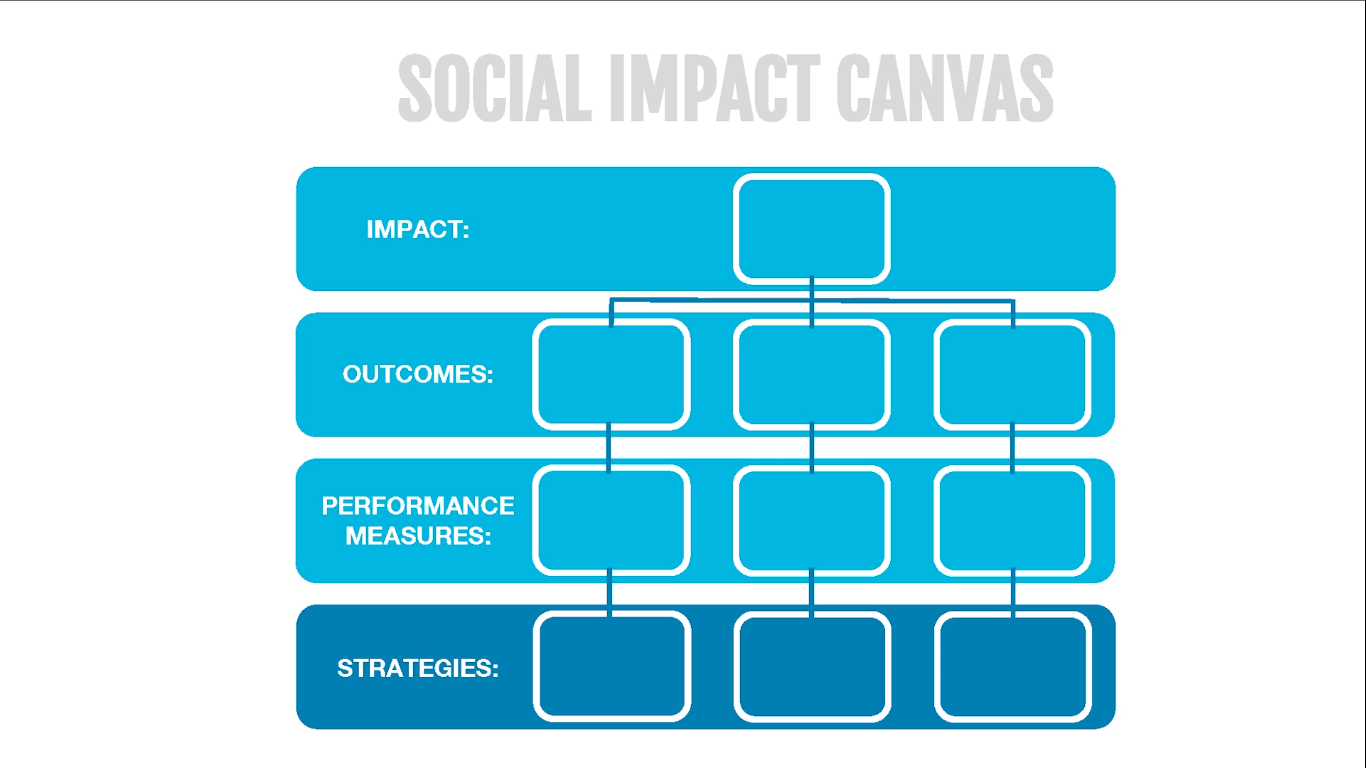 SOCIAL IMPACT CANVAS
IMPACT:
OUTCOMES:
PERFORMANCE
MEASURES:
STRATEGIES: